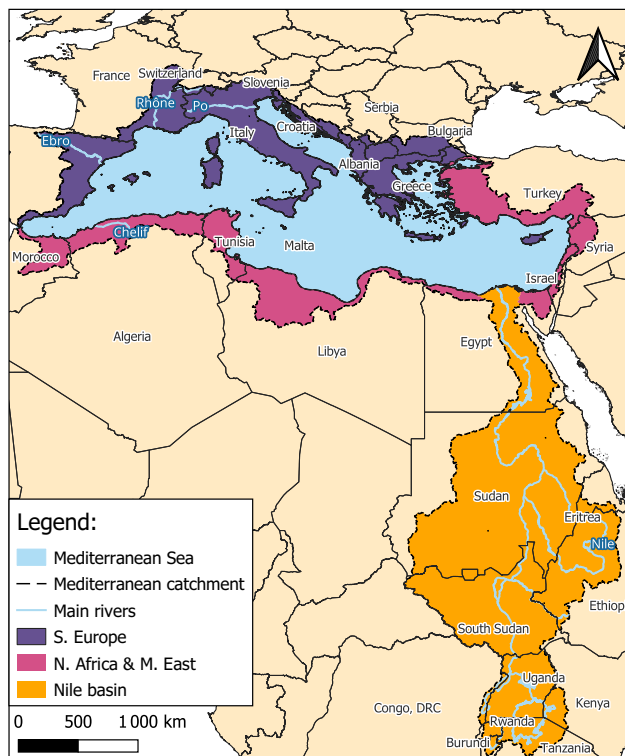 France
Switzerland
Slovenia
Rhône
Po
Serbia
Italy
Croatia
Bulgaria
Ebro
Albania
Greece
Turkey
Chelif
Tunisia
Malta
Syria
Morocco
Israel
Algeria
Libya
Egypt
Sudan
Eritrea
Nile
Ethiop
South Sudan
Uganda
Kenya
Congo, DRC
Rwanda
Burundi
Tanzania
Legend:
Mediterranean Sea
Mediterranean catchment
Main rivers
S. Europe
N. Africa & M. East
Nile basin
0 500 1000 km